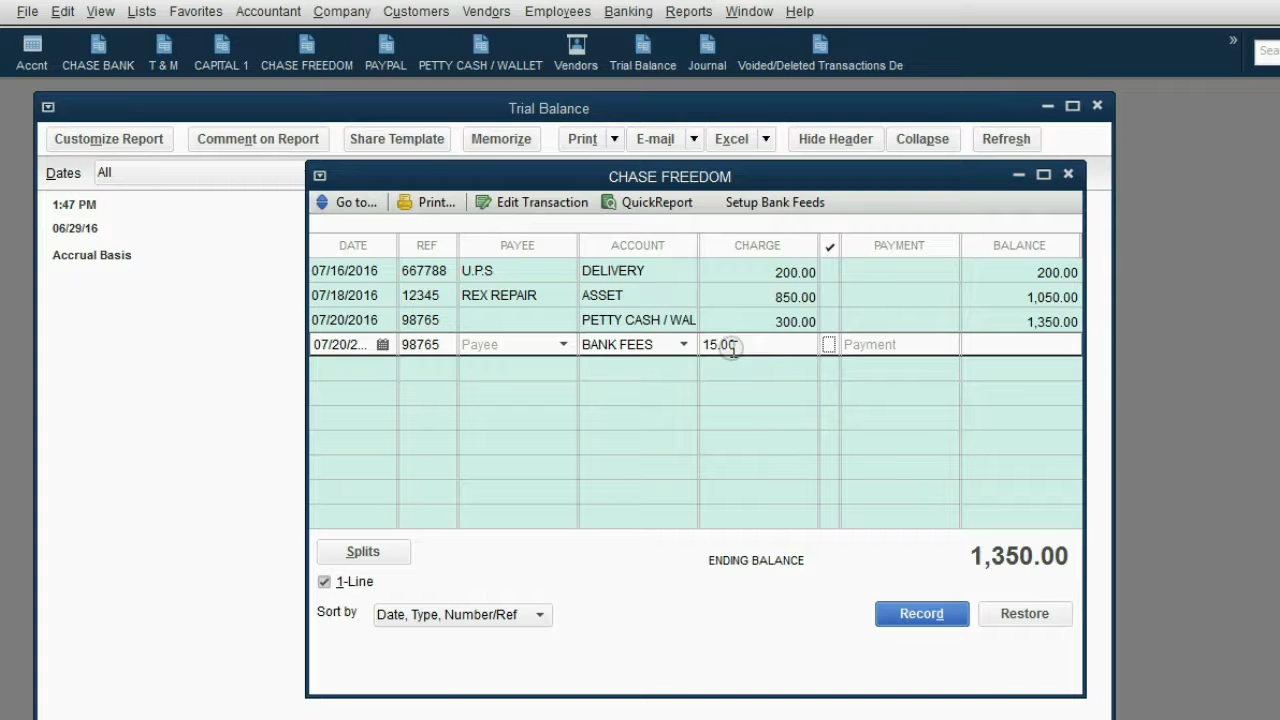 File Edit View Lists Favorites Accountant Company Customers Vendors Employees Banking Reports Window Help
» Sea
Accnt CHASE BANK T & M CAPITAL 1 CHASE FREEDOM PAYPAL PETTY CASH / WALLET Vendors Trial Balance Journal Voided/Deleted Transactions De
Trial Balance
Customize Report Comment on Report Share Template Memorize Print E-mail Excel Hide Header Collapse Refresh
Dates All
1:47 PM
06/29/16
Accrual Basis
CHASE FREEDOM
Go to... Print... Edit Transaction QuickReport Setup Bank Feeds
DATE REF PAYEE ACCOUNT CHARGE ✓ PAYMENT BALANCE
07/16/2016 667788 U.P.S DELIVERY 200.00 200.00
07/18/2016 12345 REX REPAIR ASSET 850.00 1,050.00
07/20/2016 98765 PETTY CASH / WAL 300.00 1,350.00
07/20/2... 98765 Payee BANK FEES 15.00 Payment
Splits ENDING BALANCE 1,350.00
1-Line
Sort by Date, Type, Number/Ref Record Restore